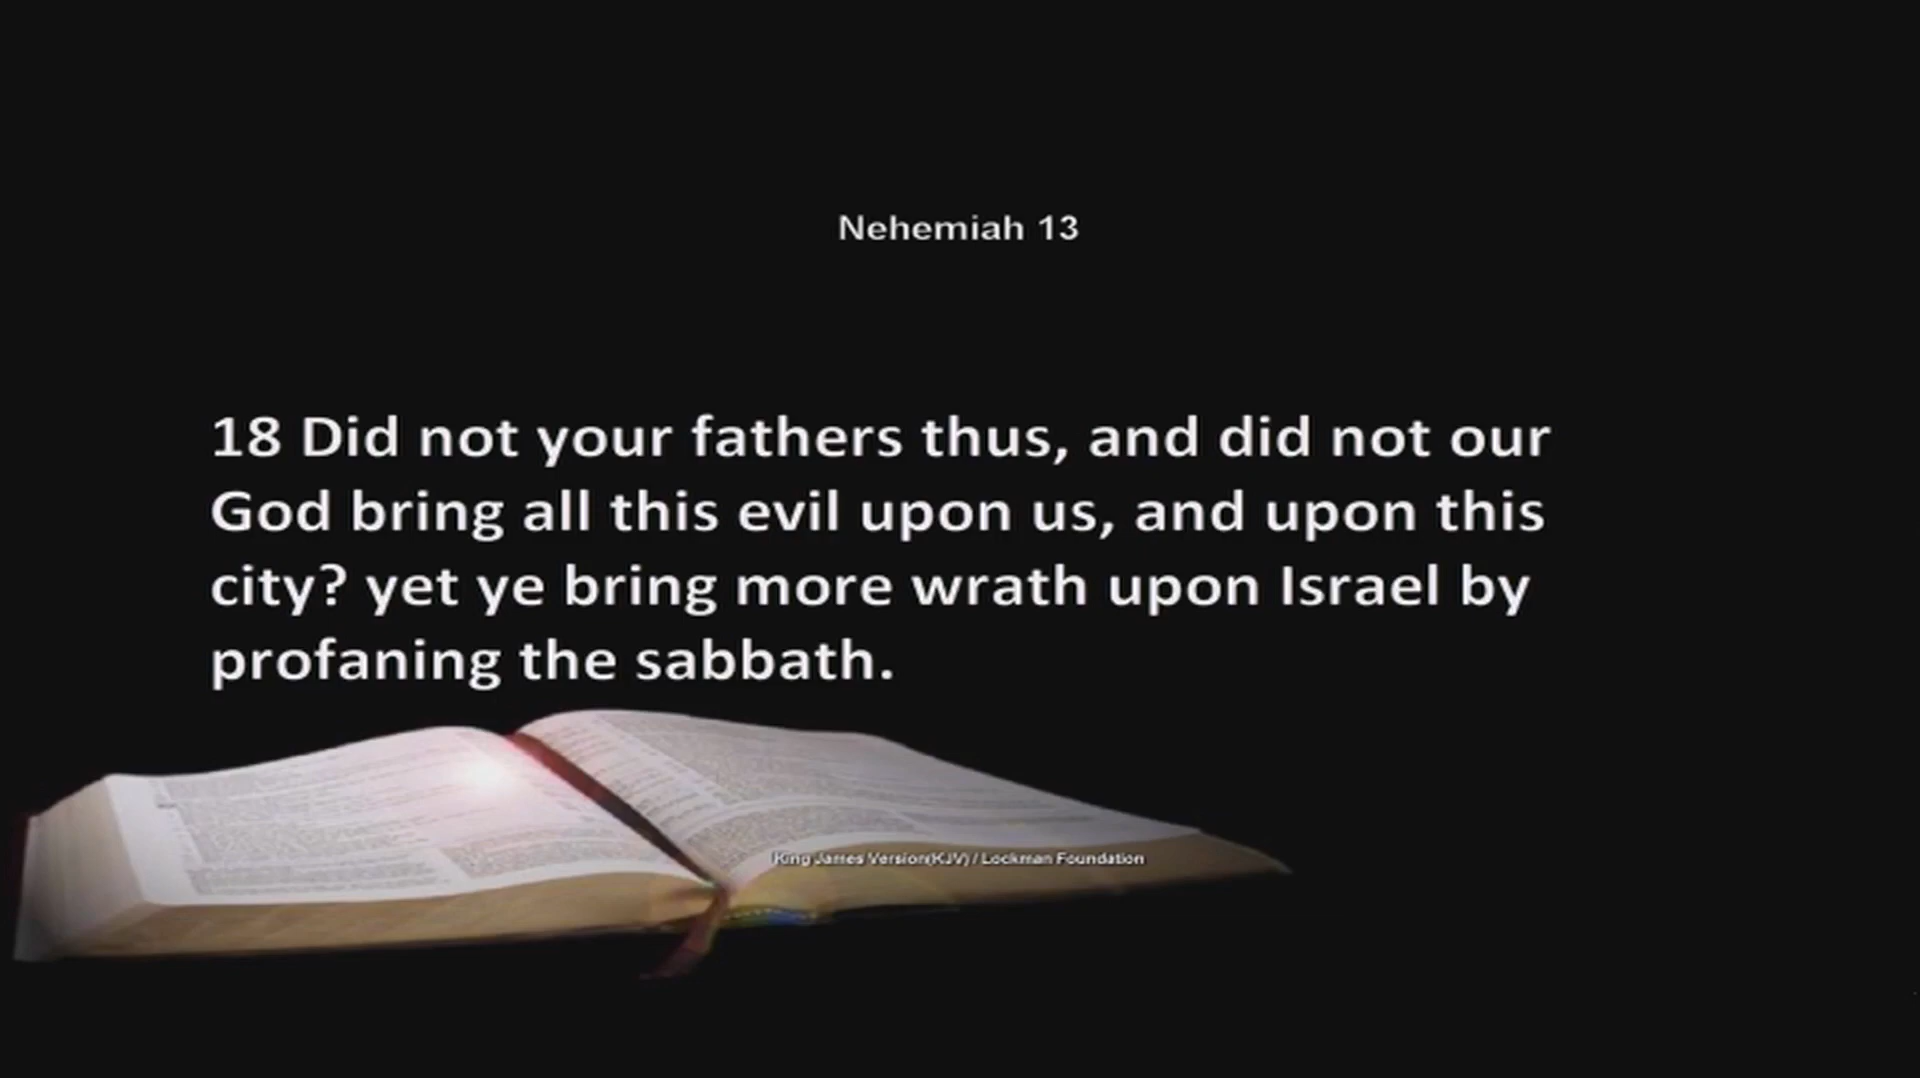 Nehemiah 13
18 Did not your fathers thus, and did not our
God bring all this evil upon us, and upon this
city? yet ye bring more wrath upon Israel by
profaning the sabbath.
King James Version(KJV) / Lockman Foundation